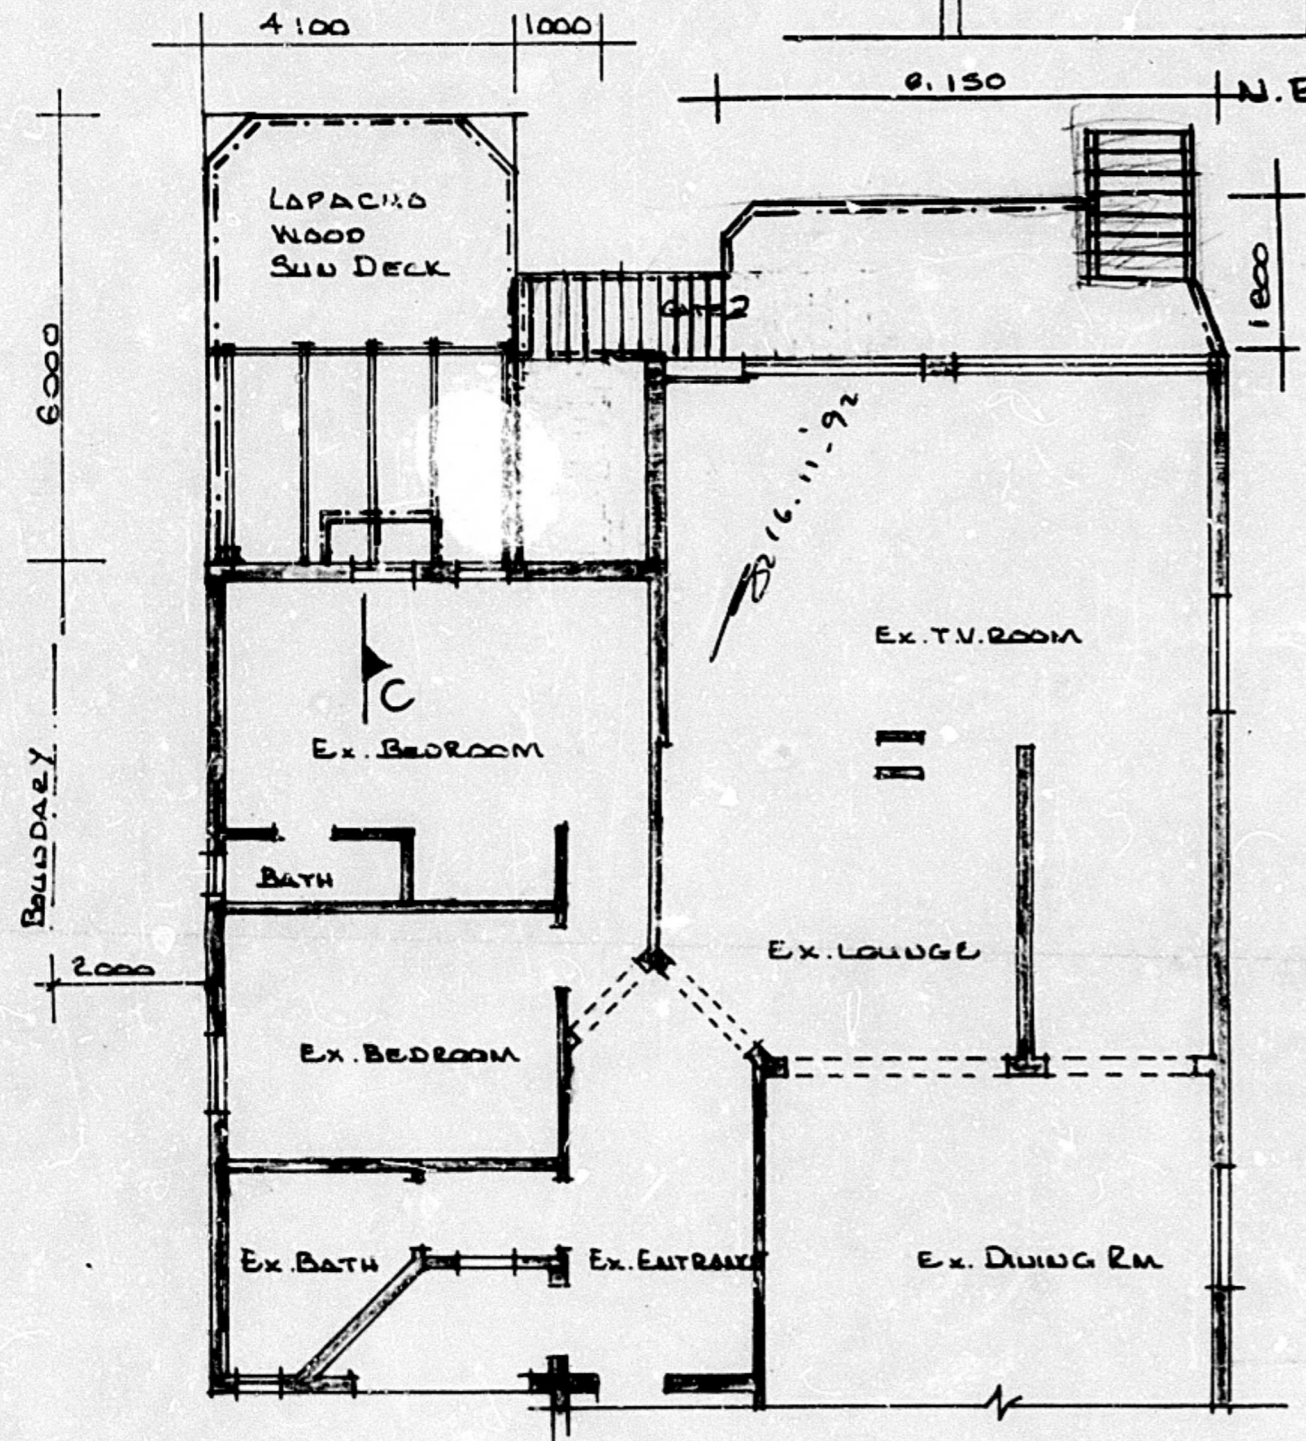 4100
1000
6.150
N.E
LAPACHO
WOOD
SUN DECK
1800
6000
16.11-92
EX. T.V. ROOM
C
EX. BEDROOM
BOUNDARY
BATH
EX. LOUNGE
2000
EX. BEDROOM
EX. BATH
EX. ENTRANCE
EX. DINING RM